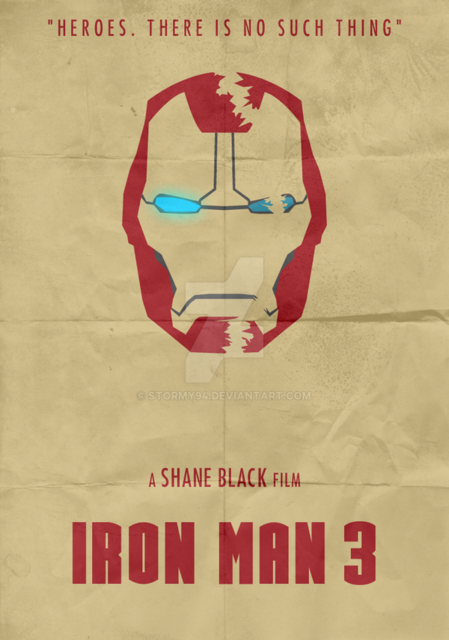 "HEROES. THERE IS NO SUCH THING"
© STORMY94.DEVIANTART.COM
A SHANE BLACK FILM
IRON MAN 3